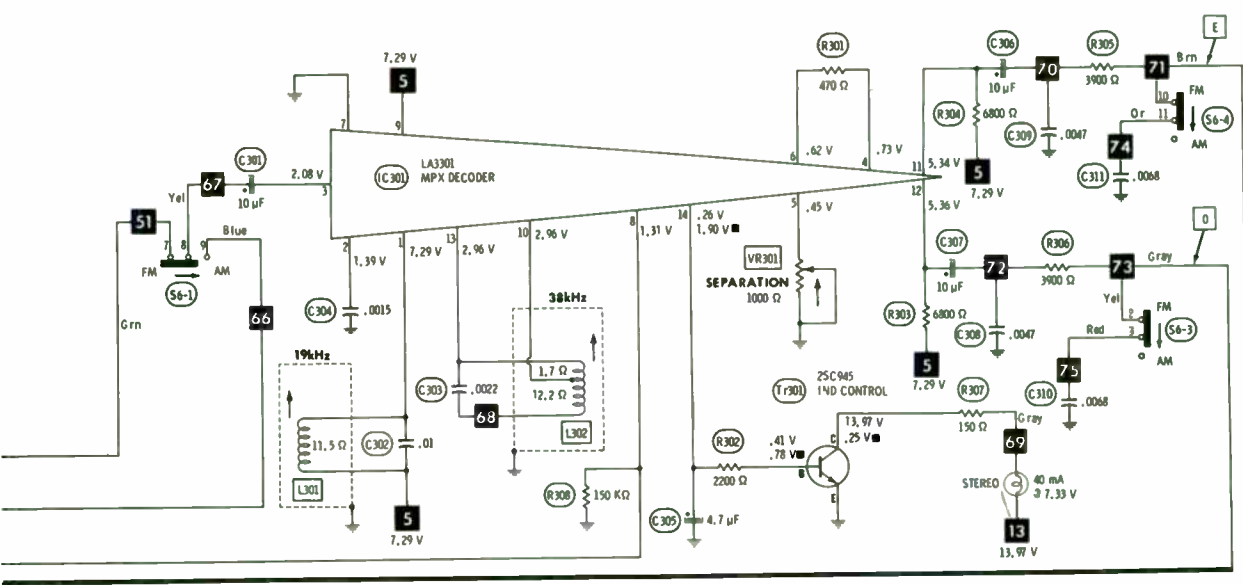 7.29 V
5
7
9
C301
10 µF
2.08 V
3
IC301
LA3301
MPX DECODER
67
Yel
51
7
8
9
Blue
FM
AM
S6-1
Grn
66
2
1.39 V
C304
.0015
1
7.29 V
13
2.96 V
10
2.96 V
8
1.31 V
14
.26 V
1.90 V■
19kHz
11.5 Ω
L301
C302
.01
5
7.29 V
C303
.0022
68
38kHz
1.7 Ω
12.2 Ω
L302
R308
150 KΩ
C305
4.7 µF
R302
2200 Ω
R301
470 Ω
6
.62 V
4
.73 V
5
.45 V
VR301
SEPARATION
1000 Ω
11
5.34 V
12
5.36 V
R304
6800 Ω
5
7.29 V
C306
10 µF
70
C309
.0047
R305
3900 Ω
71
Brn
E
10
11
FM
AM
S6-4
Or
74
C311
.0068
C307
10 µF
72
C308
.0047
R306
3900 Ω
73
Gray
D
Yel
2
3
FM
AM
S6-3
Red
75
C310
.0068
R303
6800 Ω
5
7.29 V
Tr301
2SC945
IND CONTROL
.41 V
.78 V■
B
C
E
13.97 V
.25 V■
R307
150 Ω
Gray
69
STEREO
40 mA
7.33 V
13
13.97 V